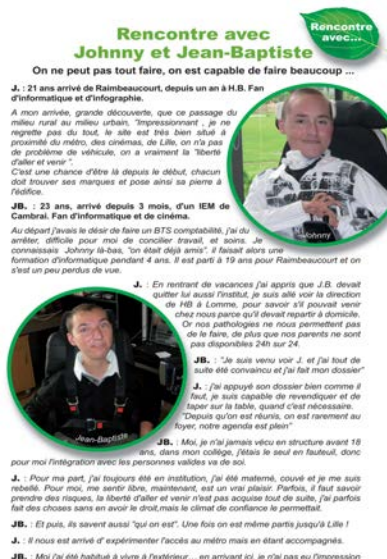 Rencontre
avec...
Rencontre avec
Johnny et Jean-Baptiste
On ne peut pas tout faire, on est capable de faire beaucoup ...
J. : 21 ans arrivé de Raimbeaucourt, depuis un an à H.B. Fan
d'informatique et d'infographie.
A mon arrivée, grande découverte, que ce passage du
milieu rural au milieu urbain, "Impressionnant , je ne
regrette pas du tout, le site est très bien situé à
proximité du métro, des cinémas, de Lille, on n'a pas
de problème de véhicule, on a vraiment la "liberté
d'aller et venir ".
C'est une chance d'être là depuis le début, chacun
doit trouver ses marques et pose ainsi sa pierre à
l'édifice.
Johnny
JB. : 23 ans, arrivé depuis 3 mois, d'un IEM de
Cambrai. Fan d'informatique et de cinéma.
Au départ j'avais le désir de faire un BTS comptabilité, j'ai du
arrêter, difficile pour moi de concilier travail, et soins. Je
connaissais Johnny là-bas, "on était déjà amis". il faisait alors une
formation d'informatique pendant 4 ans. Il est parti à 19 ans pour Raimbeaucourt et on
s'est un peu perdus de vue.
J. : En rentrant de vacances j'ai appris que J.B. devait
quitter lui aussi l'institut, je suis allé voir la direction
de HB à Lomme, pour savoir s'il pouvait venir
chez nous parce qu'il devait repartir à domicile.
Or nos pathologies ne nous permettent pas
de le faire, de plus que nos parents ne sont
pas disponibles 24h sur 24.
JB. : "Je suis venu voir J. et j'ai tout de
suite été convaincu et j'ai fait mon dossier"
J. : j'ai appuyé son dossier bien comme il
faut, je suis capable de revendiquer et de
taper sur la table, quand c'est nécessaire.
"Depuis qu'on est réunis, on est rarement au
foyer, notre agenda est plein"
Jean-Baptiste
JB. : Moi, je n'ai jamais vécu en structure avant 18
ans, dans mon collège, j'étais le seul en fauteuil, donc
pour moi l'intégration avec les personnes valides va de soi.
J. : Pour ma part, j'ai toujours été en institution, j'ai été materné, couvé et je me suis
rebellé. Pour moi, me sentir libre, maintenant, est un vrai plaisir. Parfois, il faut savoir
prendre des risques, la liberté d'aller et venir n'est pas acquise tout de suite, j'ai parfois
fait des choses sans en avoir le droit,mais le climat de confiance le permettait.
JB. : Et puis, ils savent aussi "qui on est". Une fois on est même partis jusqu'à Lille !
J. : Il nous est arrivé d' expérimenter l'accès au métro mais en étant accompagnés.
JB. : Moi j'ai été habitué à vivre à l'extérieur... en arrivant ici, je n'ai pas eu l'impression